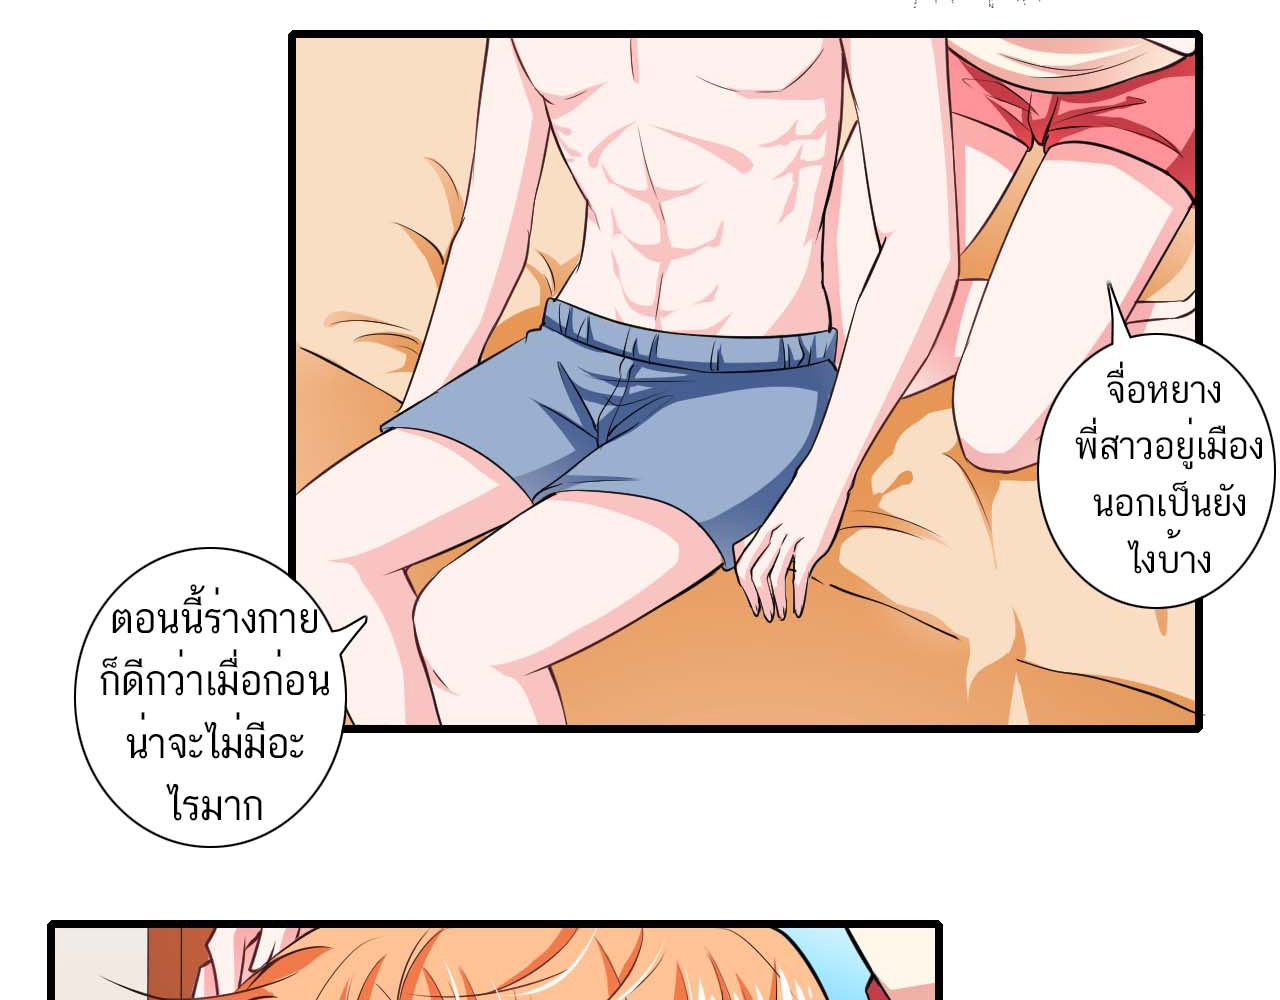 จื่อหยาง
พี่สาวอยู่เมือง
นอกเป็นยัง
ไงบ้าง
ตอนนี้ร่างกาย
ก็ดีกว่าเมื่อก่อน
น่าจะไม่มีอะ
ไรมาก